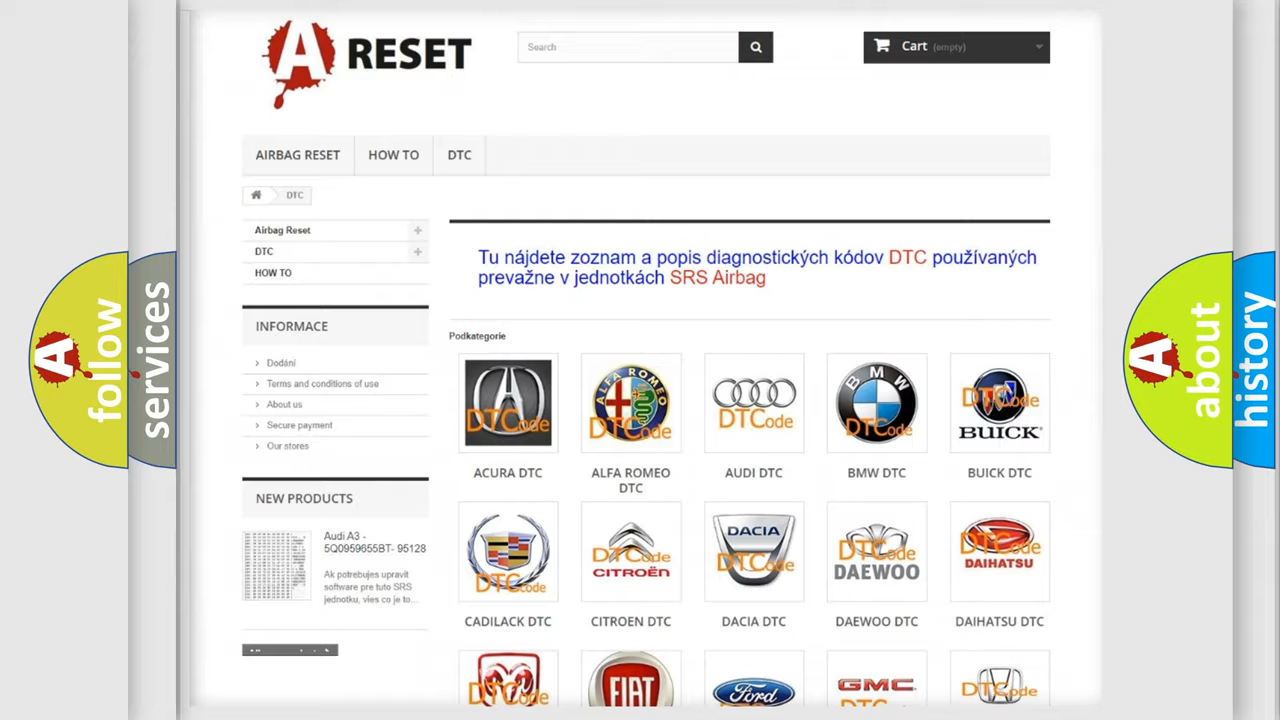 A RESET
Search
Cart (empty)
AIRBAG RESET
HOW TO
DTC
DTC
Airbag Reset
DTC
HOW TO
Tu nájdete zoznam a popis diagnostických kódov DTC používaných
prevažne v jednotkách SRS Airbag
INFORMACE
Dodání
Terms and conditions of use
About us
Secure payment
Our stores
NEW PRODUCTS
Audi A3 -
5Q0959655BT- 95128
Ak potrebujes upravit
software pre tuto SRS
jednotku, vies co je to...
Podkategorie
DTCode
ALFA ROMEO
DTCode
DTCode
BMW
DTCode
DTCode
BUICK
ACURA DTC
ALFA ROMEO
DTC
AUDI DTC
BMW DTC
BUICK DTC
DTCode
DTCode
CITROËN
DACIA
DTCode
DTCode
DAEWOO
DTCode
DAIHATSU
CADILACK DTC
CITROEN DTC
DACIA DTC
DAEWOO DTC
DAIHATSU DTC
DTCode
FIAT
Ford
GMC
DTCode
A follow
services
A about
history